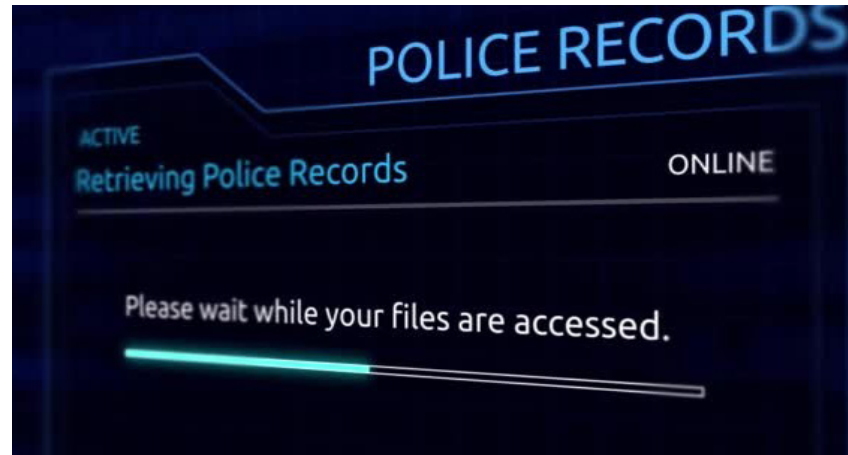 POLICE RECORDS
ACTIVE
Retrieving Police Records
ONLINE
Please wait while your files are accessed.